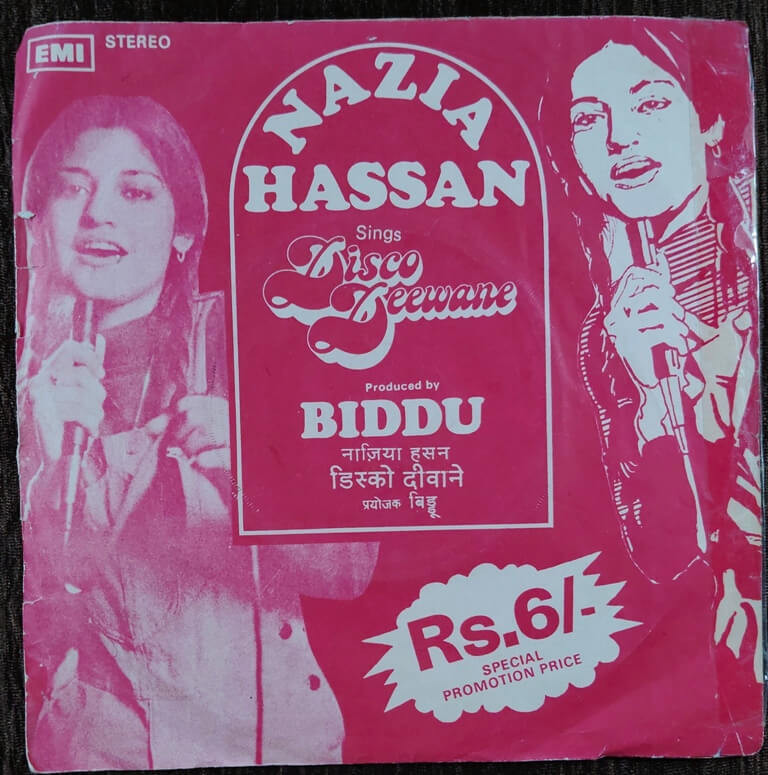 EMI STEREO
NAZIA
HASSAN
Sings
Disco
Deewane
Produced by
BIDDU
नाज़िया हसन
डिस्को दीवाने
प्रयोजक बिड्डू
Rs.6/-
SPECIAL
PROMOTION PRICE